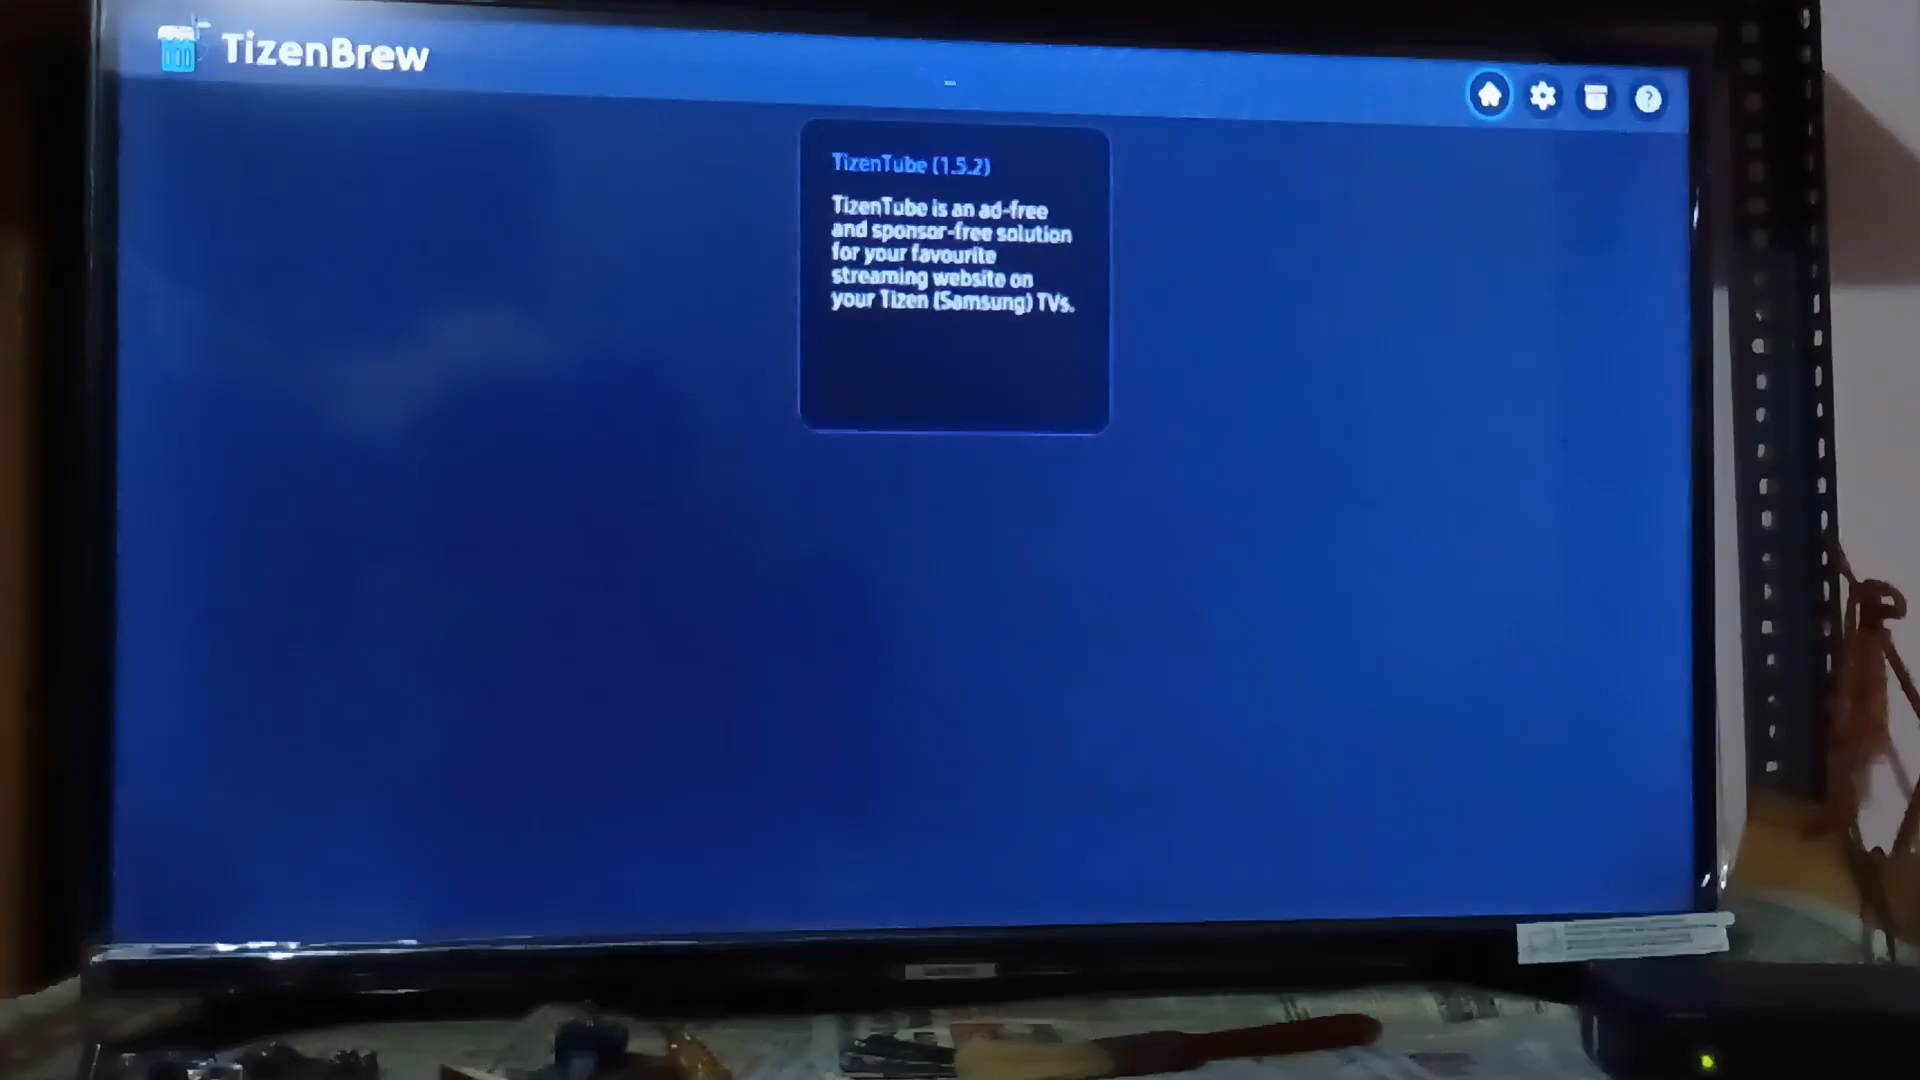 TizenBrew
TizenTube (1.5.2)
TizenTube is an ad-free
and sponsor-free solution
for your favourite
streaming website on
your Tizen (Samsung) TVs.